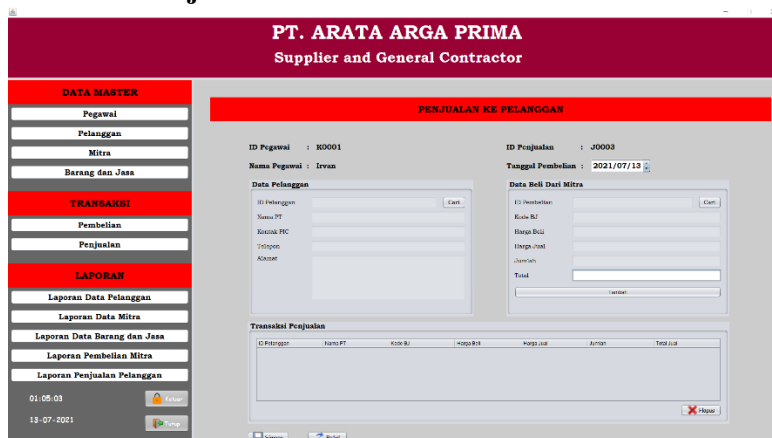 PT. ARATA ARGA PRIMA
Supplier and General Contractor
DATA MASTER
Pegawai
Pelanggan
Mitra
Barang dan Jasa
TRANSAKSI
Pembelian
Penjualan
LAPORAN
Laporan Data Pelanggan
Laporan Data Mitra
Laporan Data Barang dan Jasa
Laporan Pembelian Mitra
Laporan Penjualan Pelanggan
01:05:03
Keluar
13-07-2021
Tutup
PENJUALAN KE PELANGGAN
ID Pegawai : K0001
Nama Pegawai : Irvan
ID Penjualan : J0003
Tanggal Pembelian : 2021/07/13
Data Pelanggan
ID Pelanggan
Cari
Nama PT
Kontak PIC
Telepon
Alamat
Data Beli Dari Mitra
ID Pembelian
Cari
Kode BJ
Harga Beli
Harga Jual
Jumlah
Total
Tambah
Transaksi Penjualan
ID Pelanggan Nama PT Kode BJ Harga Beli Harga Jual Jumlah Total Jual
Hapus
Simpan
Batal